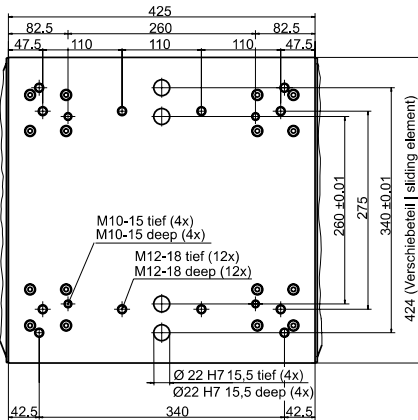 425
82.5 260 82.5
47.5 110 110 110 47.5
M10-15 tief (4x)
M10-15 deep (4x)
M12-18 tief (12x)
M12-18 deep (12x)
260 ±0.01
275
340 ±0.01
424 (Verschiebeteil | sliding element)
Ø 22 H7 15,5 tief (4x)
Ø22 H7 15,5 deep (4x)
42.5 340 42.5